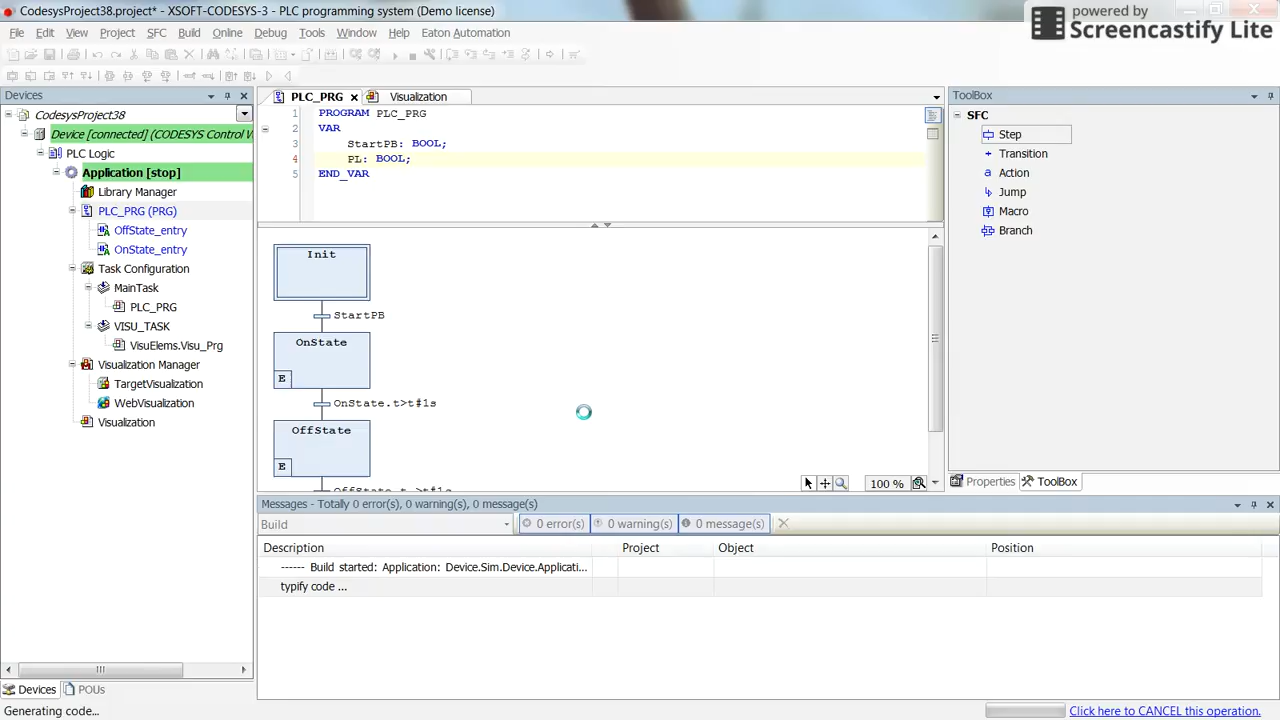 CodesysProject38.project* - XSOFT-CODESYS-3 - PLC programming system (Demo license)
powered by
Screencastify Lite
File Edit View Project SFC Build Online Debug Tools Window Help Eaton Automation
Devices
CodesysProject38
Device [connected] (CODESYS Control W
PLC Logic
Application [stop]
Library Manager
PLC_PRG (PRG)
OffState_entry
OnState_entry
Task Configuration
MainTask
PLC_PRG
VISU_TASK
VisuElems.Visu_Prg
Visualization Manager
TargetVisualization
WebVisualization
Visualization
Devices POUs
PLC_PRG Visualization
1 PROGRAM PLC_PRG
2 VAR
3 StartPB: BOOL;
4 PL: BOOL;
5 END_VAR
Init
StartPB
OnState
E
OnState.t>t#1s
OffState
E
OffState.t >t#1s
100 %
ToolBox
SFC
Step
Transition
Action
Jump
Macro
Branch
Properties ToolBox
Messages - Totally 0 error(s), 0 warning(s), 0 message(s)
Build 0 error(s) 0 warning(s) 0 message(s)
Description Project Object Position
------ Build started: Application: Device.Sim.Device.Applicati...
typify code ...
Generating code... Click here to CANCEL this operation.